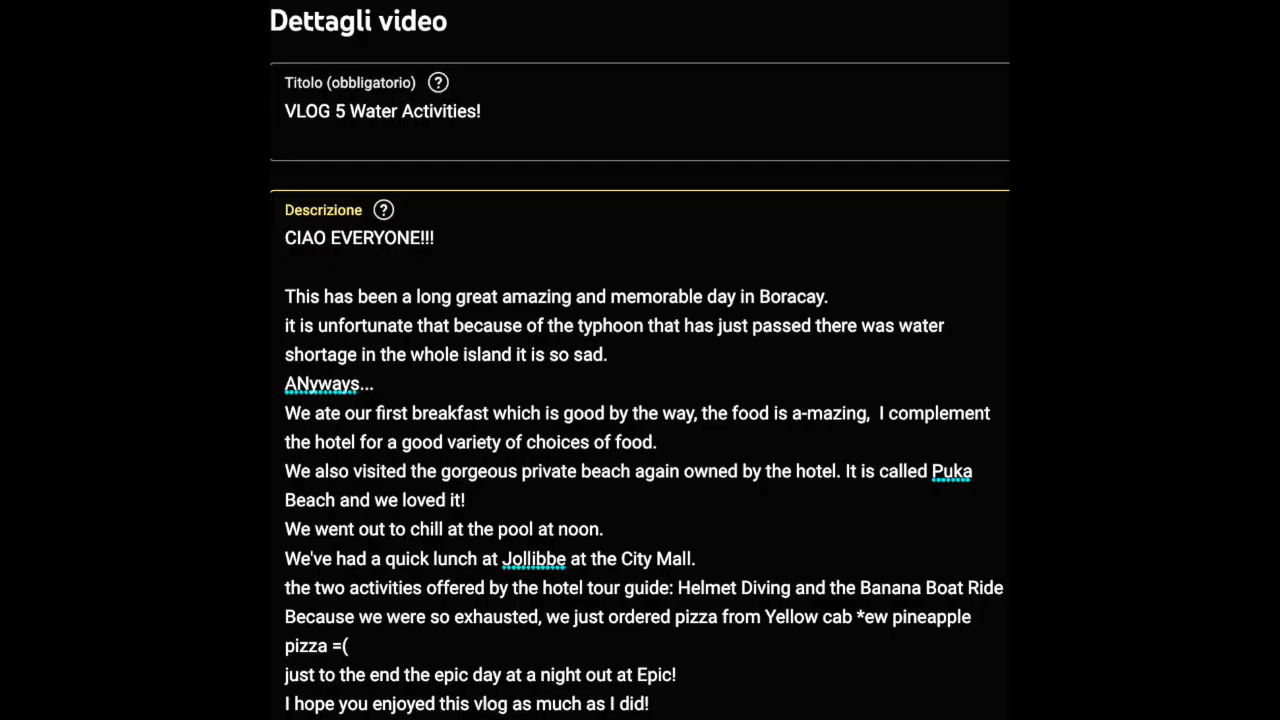 Dettagli video
Titolo (obbligatorio) ?
VLOG 5 Water Activities!
Descrizione ?
CIAO EVERYONE!!!
This has been a long great amazing and memorable day in Boracay.
it is unfortunate that because of the typhoon that has just passed there was water
shortage in the whole island it is so sad.
ANyways...
We ate our first breakfast which is good by the way, the food is a-mazing,  I complement
the hotel for a good variety of choices of food.
We also visited the gorgeous private beach again owned by the hotel. It is called Puka
Beach and we loved it!
We went out to chill at the pool at noon.
We've had a quick lunch at Jollibbe at the City Mall.
the two activities offered by the hotel tour guide: Helmet Diving and the Banana Boat Ride
Because we were so exhausted, we just ordered pizza from Yellow cab *ew pineapple
pizza =(
just to the end the epic day at a night out at Epic!
I hope you enjoyed this vlog as much as I did!